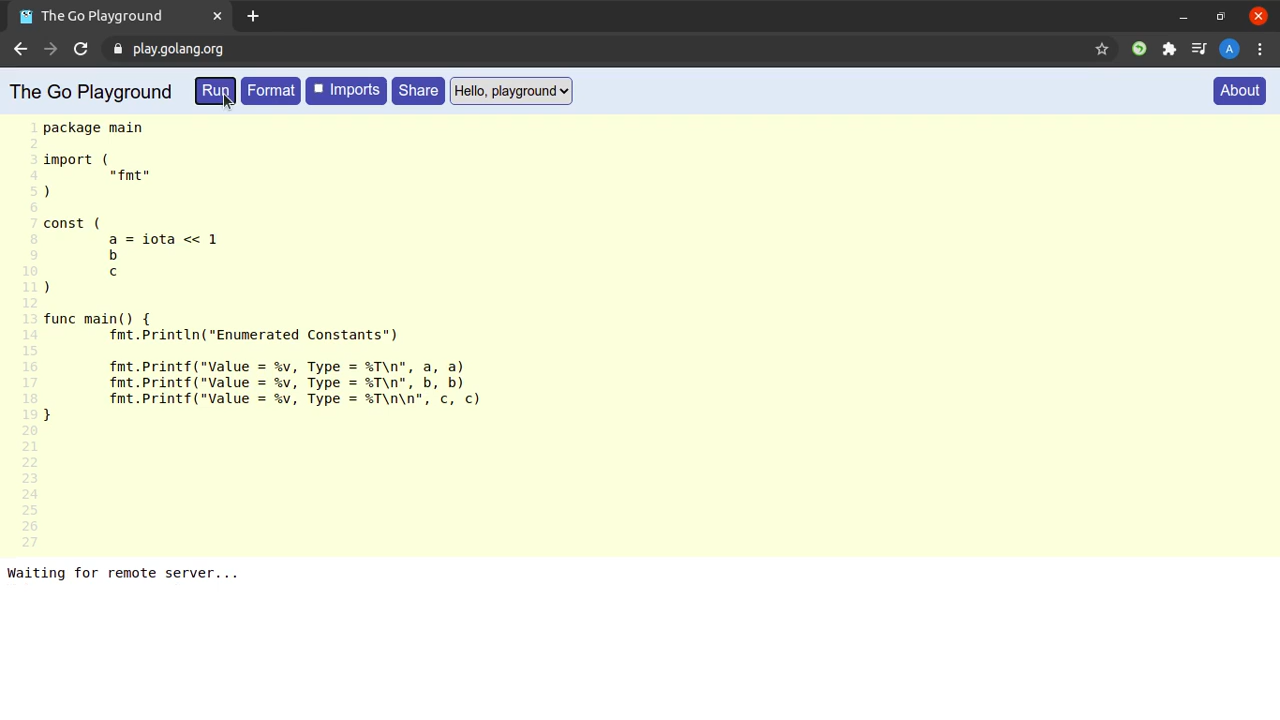 The Go Playground
play.golang.org
A
The Go Playground Run Format Imports Share Hello, playground About
1 package main
2
3 import (
4 "fmt"
5 )
6
7 const (
8 a = iota << 1
9 b
10 c
11 )
12
13 func main() {
14 fmt.Println("Enumerated Constants")
15
16 fmt.Printf("Value = %v, Type = %T\n", a, a)
17 fmt.Printf("Value = %v, Type = %T\n", b, b)
18 fmt.Printf("Value = %v, Type = %T\n\n", c, c)
19 }
20
21
22
23
24
25
26
27
Waiting for remote server...